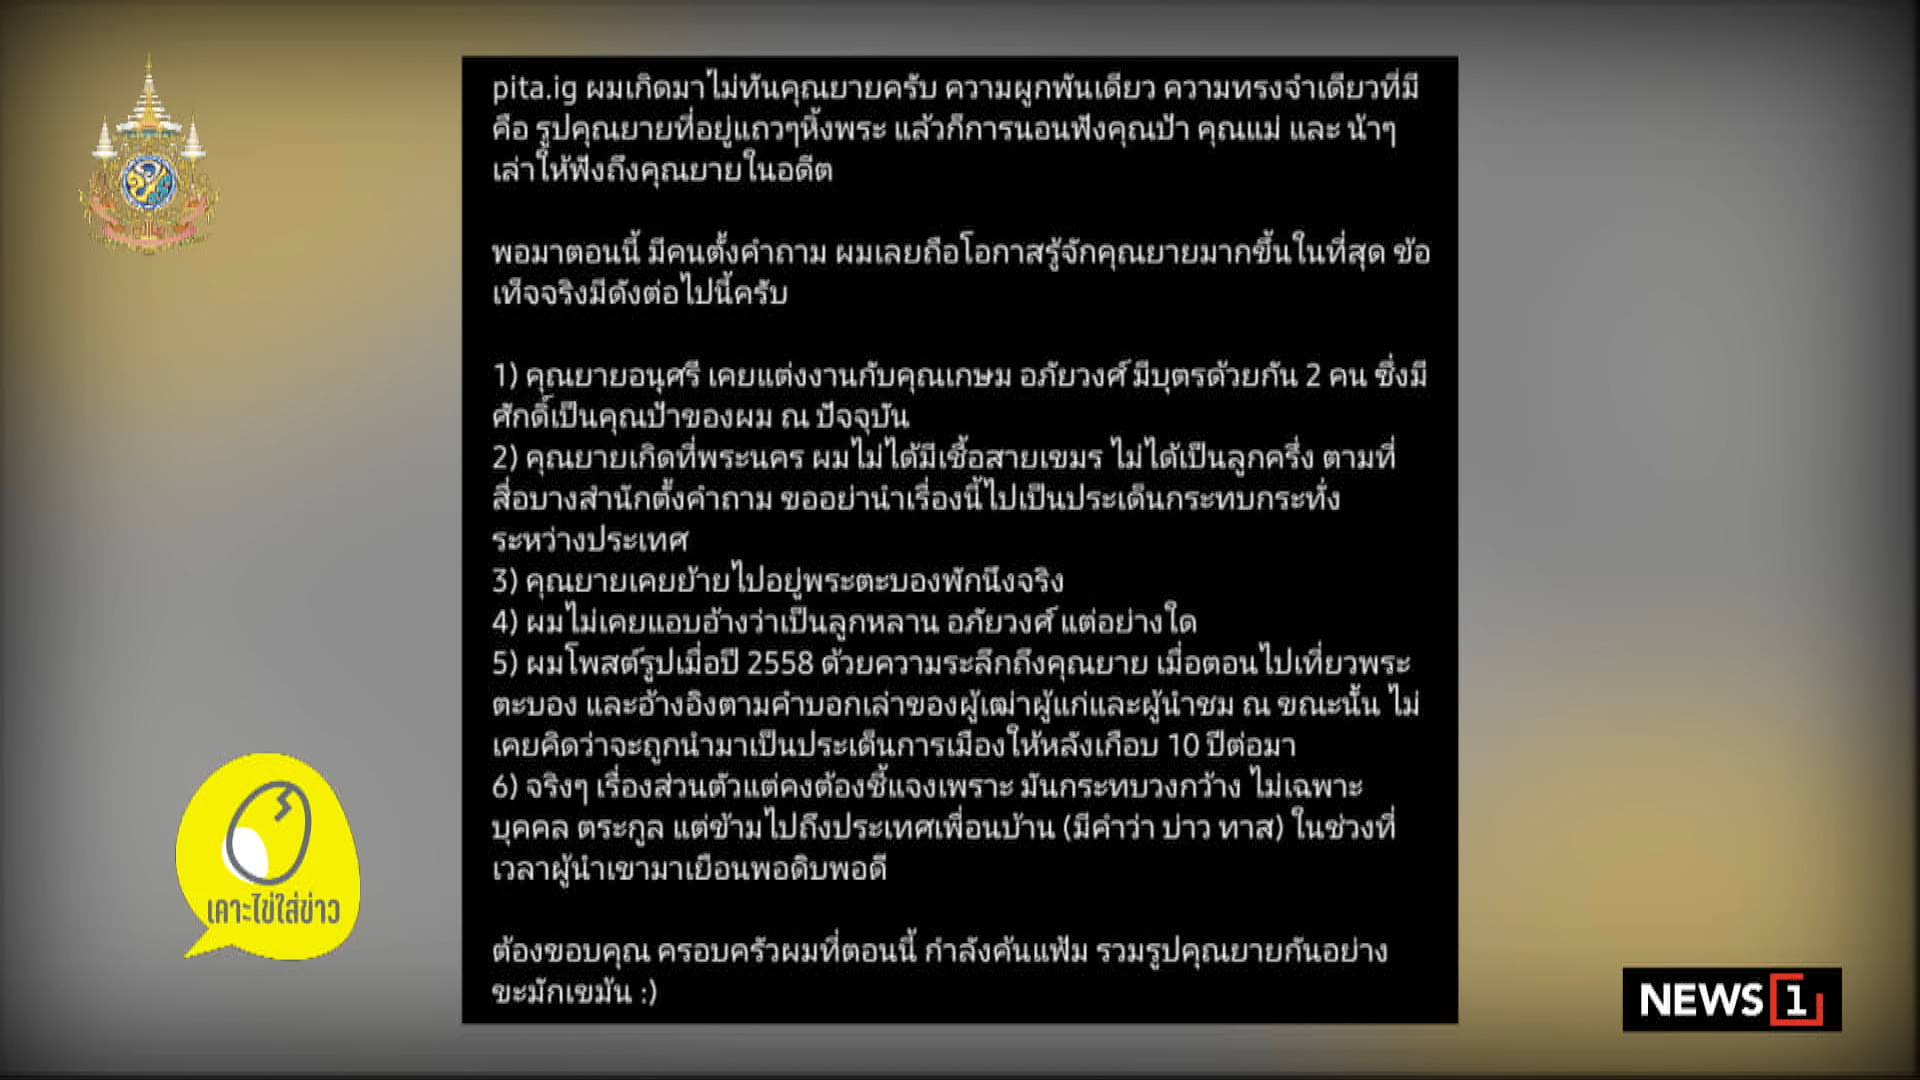 pita.ig ผมเกิดมาไม่ทันคุณยายครับ ความผูกพันเดียว ความทรงจำเดียวที่มี
คือ รูปคุณยายที่อยู่แถวๆหิ้งพระ แล้วก็การนอนฟังคุณป้า คุณแม่ และ น้าๆ
เล่าให้ฟังถึงคุณยายในอดีต
พอมาตอนนี้ มีคนตั้งคำถาม ผมเลยถือโอกาสรู้จักคุณยายมากขึ้นในที่สุด ข้อ
เท็จจริงมีดังต่อไปนี้ครับ
1) คุณยายอนุศรี เคยแต่งงานกับคุณเกษม อภัยวงศ์ มีบุตรด้วยกัน 2 คน ซึ่งมี
ศักดิ์เป็นคุณป้าของผม ณ ปัจจุบัน
2) คุณยายเกิดที่พระนคร ผมไม่ได้มีเชื้อสายเขมร ไม่ได้เป็นลูกครึ่ง ตามที่
สื่อบางสำนักตั้งคำถาม ขออย่านำเรื่องนี้ไปเป็นประเด็นกระทบกระทั่ง
ระหว่างประเทศ
3) คุณยายเคยย้ายไปอยู่พระตะบองพักนึงจริง
4) ผมไม่เคยแอบอ้างว่าเป็นลูกหลาน อภัยวงศ์ แต่อย่างใด
5) ผมโพสต์รูปเมื่อปี 2558 ด้วยความระลึกถึงคุณยาย เมื่อตอนไปเที่ยวพระ
ตะบอง และอ้างอิงตามคำบอกเล่าของผู้เฒ่าผู้แก่และผู้นำชม ณ ขณะนั้น ไม่
เคยคิดว่าจะถูกนำมาเป็นประเด็นการเมืองให้หลังเกือบ 10 ปีต่อมา
6) จริงๆ เรื่องส่วนตัวแต่คงต้องชี้แจงเพราะ มันกระทบวงกว้าง ไม่เฉพาะ
บุคคล ตระกูล แต่ข้ามไปถึงประเทศเพื่อนบ้าน (มีคำว่า บ่าว ทาส) ในช่วงที่
เวลาผู้นำเขามาเยือนพอดิบพอดี
ต้องขอบคุณ ครอบครัวผมที่ตอนนี้ กำลังค้นแฟ้ม รวมรูปคุณยายกันอย่าง
ขะมักเขมัน :)
เคาะไข่ใส่ข่าว
NEWS 1